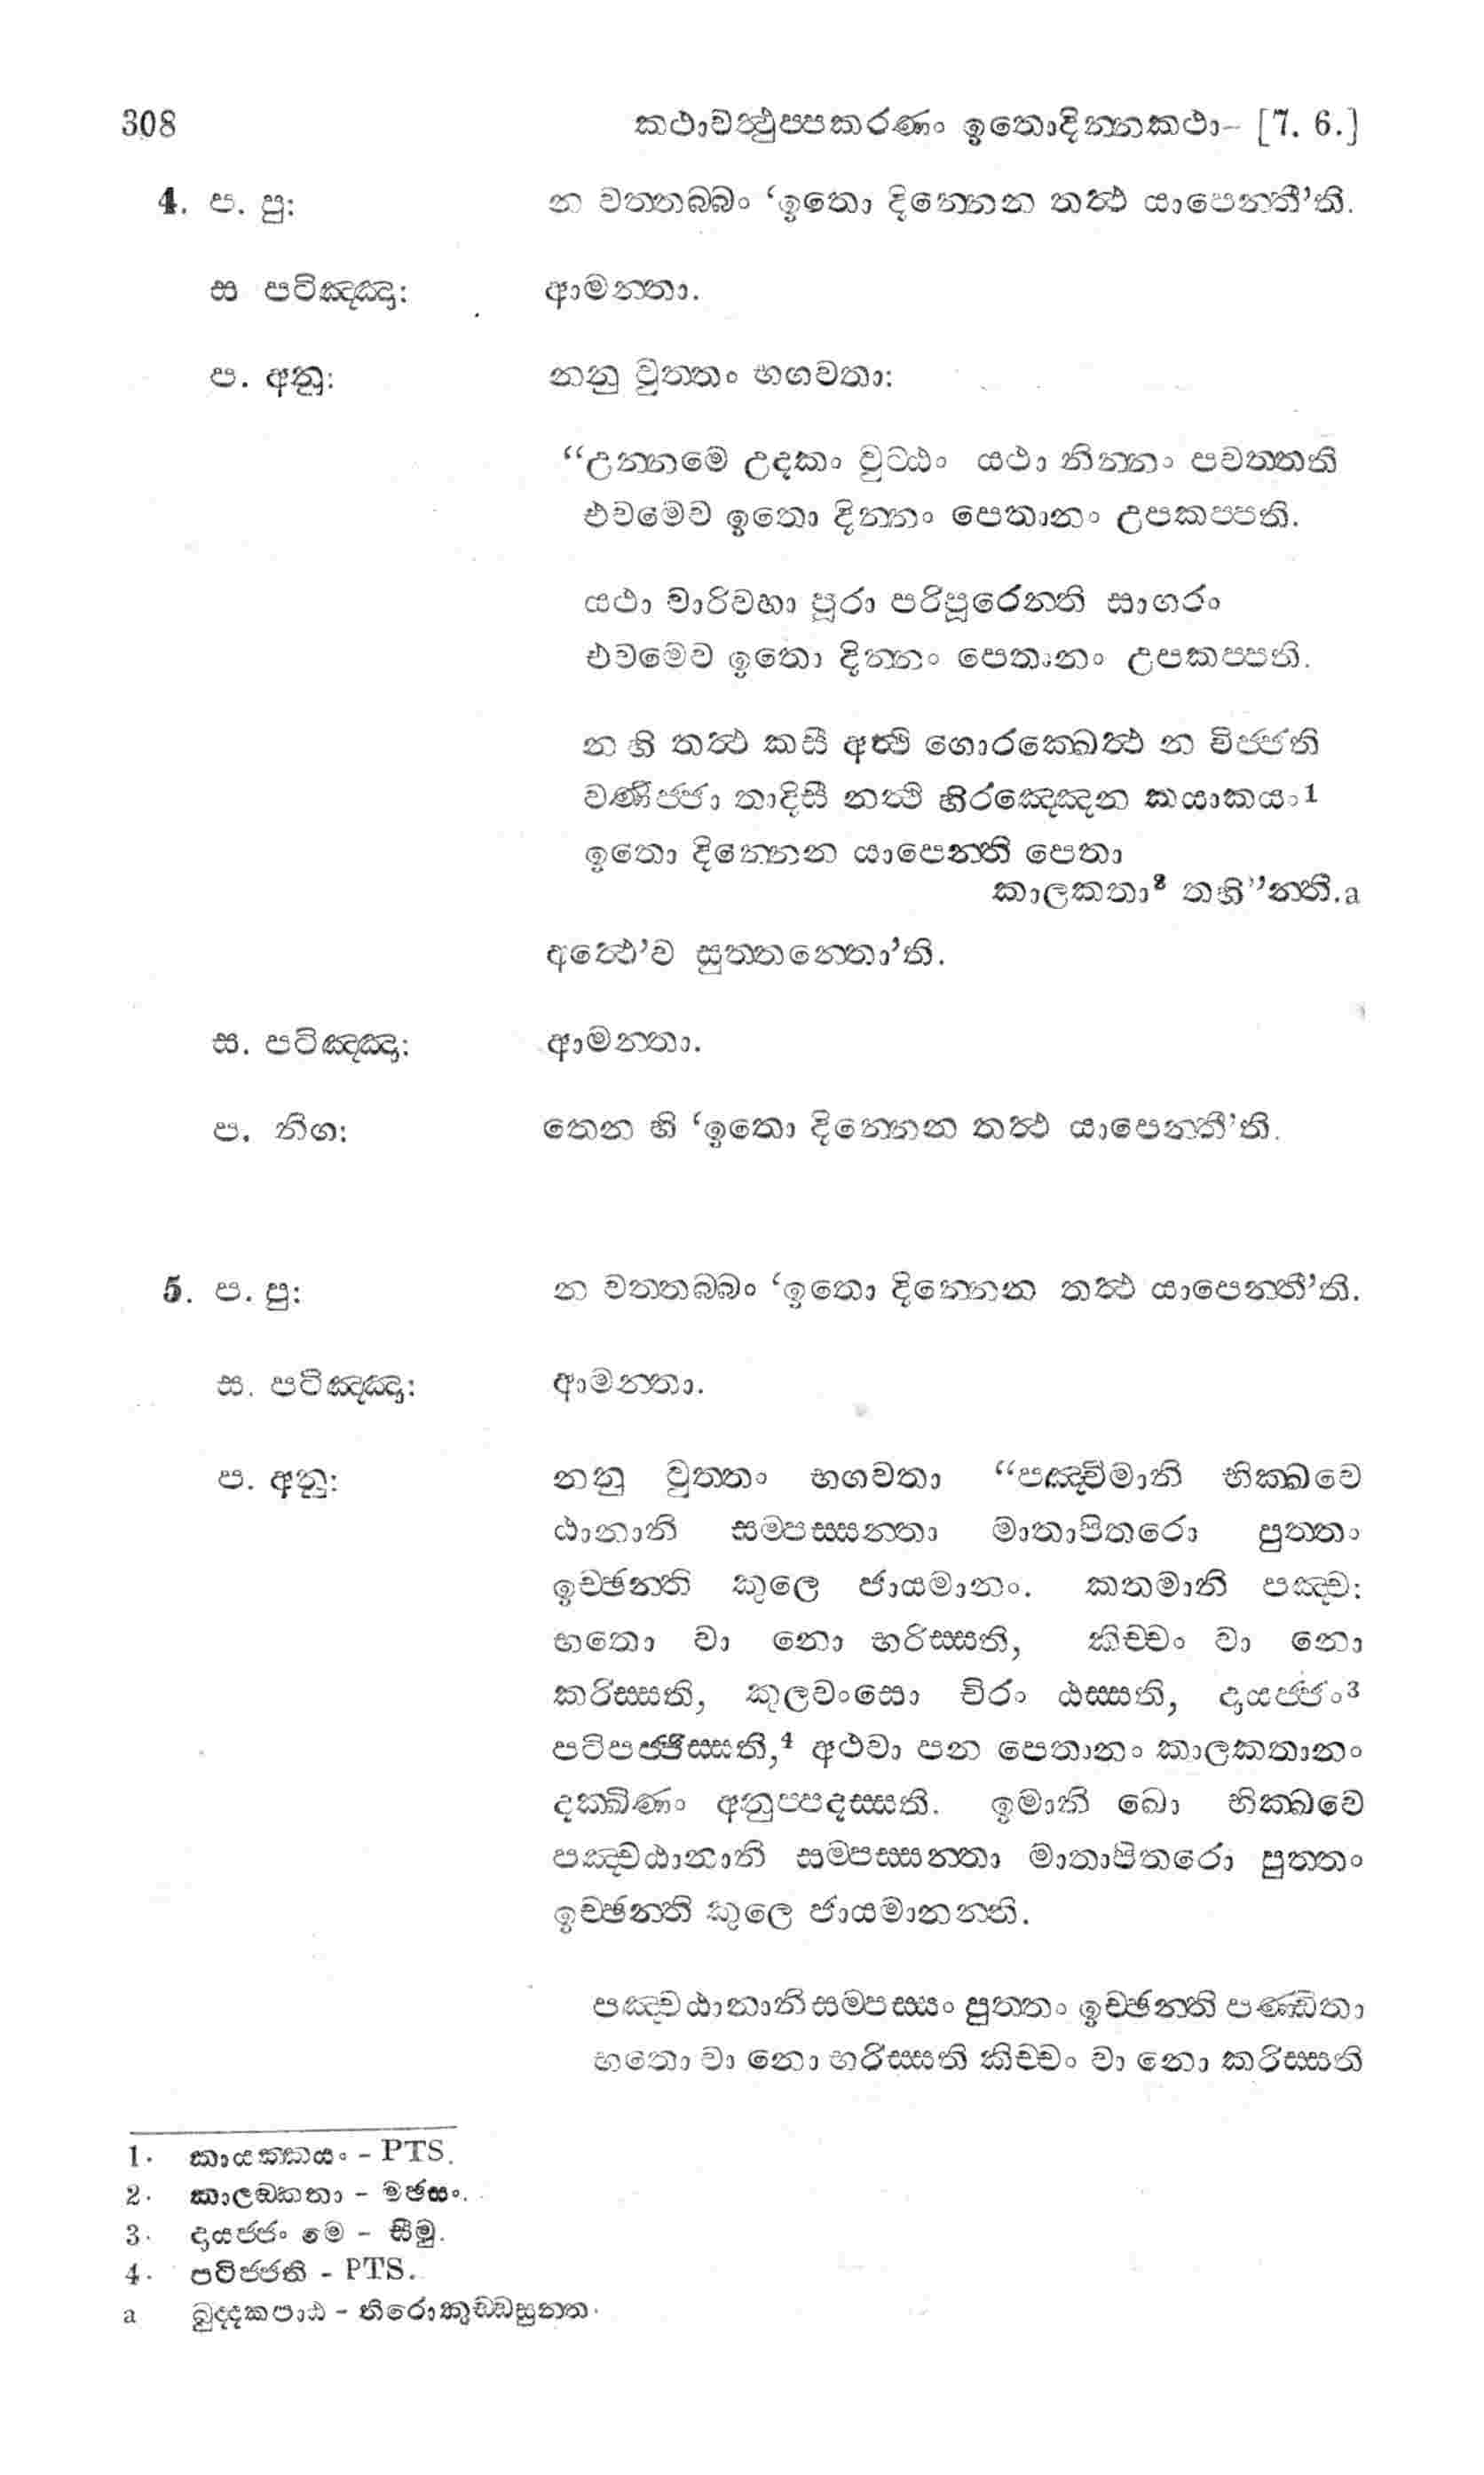 308 කථාවත්‍ථුප්‍පකරණං ඉතොදින්‍නකථා– [7. 6.]
4. ප. පු: න වත්‍තබ්‍බං ‘ඉතො දින්‍නෙන තත්‍ථ යාපෙන්‍තී’ති.
ස පටිඤ්ඤා: ආමන්‍තා.
ප. අනු: නනු වුත්‍තං භගවතා:
“උන්‍නමෙ උදකං වුට්ඨං යථා නින්‍නං පවත්‍තති
එවමෙව ඉතො දින්‍නං පෙතානං උපකප්‍පති.
යථා වාරිවහා පූරා පරිපූරෙන්‍ති සාගරං
එවමෙව ඉතො දින්‍නං පෙතානං උපකප්‍පති.
න හි තත්‍ථ කසී අත්‍ථි ගොරක්‍ඛෙත්‍ථ න විජ්ජති
වණිජ්ජා තාදිසී නත්‍ථි හිරඤ්ඤෙන කයාකයං1
ඉතො දින්‍නෙන යාපෙන්‍ති පෙතා
කාලකතා2 තහි”න්‍තී.a
අත්‍ථෙ’ව සුත්‍තන්‍තො’ති.
ස. පටිඤ්ඤා: ආමන්‍තා.
ප. නිග: තෙන හි ‘ඉතො දින්‍නෙන තත්‍ථ යාපෙන්‍තී’ති.
5. ප. පු: න වත්‍තබ්‍බං ‘ඉතො දින්‍නෙන තත්‍ථ යාපෙන්‍තී’ති.
ස. පටිඤ්ඤා: ආමන්‍තා.
ප. අනු: නනු වුත්‍තං භගවතා “පඤ්චිමානි භික්‍ඛවෙ
ඨානානි සම්පස්සන්‍තා මාතාපිතරො පුත්‍තං
ඉච්ඡන්‍ති කුලෙ ජායමානං. කතමානි පඤ්ච:
භතො වා නො භරිස්සති, කිච්චං වා නො
කරිස්සති, කුලවංසො චිරං ඨස්සති, දායජ්ජං3
පටිපජ්ජිස්සති,4 අථවා පන පෙතානං කාලකතානං
දක්‍ඛිණං අනුප්‍පදස්සති. ඉමානි ඛො භික්‍ඛවෙ
පඤ්චඨානානි සම්පස්සන්‍තා මාතාපිතරො පුත්‍තං
ඉච්ඡන්‍ති කුලෙ ජායමානන්‍ති.
පඤ්චඨානානිසම්පස්සං පුත්‍තං ඉච්ඡන්‍ති පණ්ඩිතා
භතො වා නො භරිස්සති කිච්චං වා නො කරිස්සති
1. කායක්‍කයං – PTS.
2. කාලඞ්කතා – මඡසං.
3. දායජ්ජං මෙ – සීමු.
4. පටිජ්ජති – PTS.
a ඛුද්දකපාඨ – තිරොකුඩ්ඩසුත්‍ත.